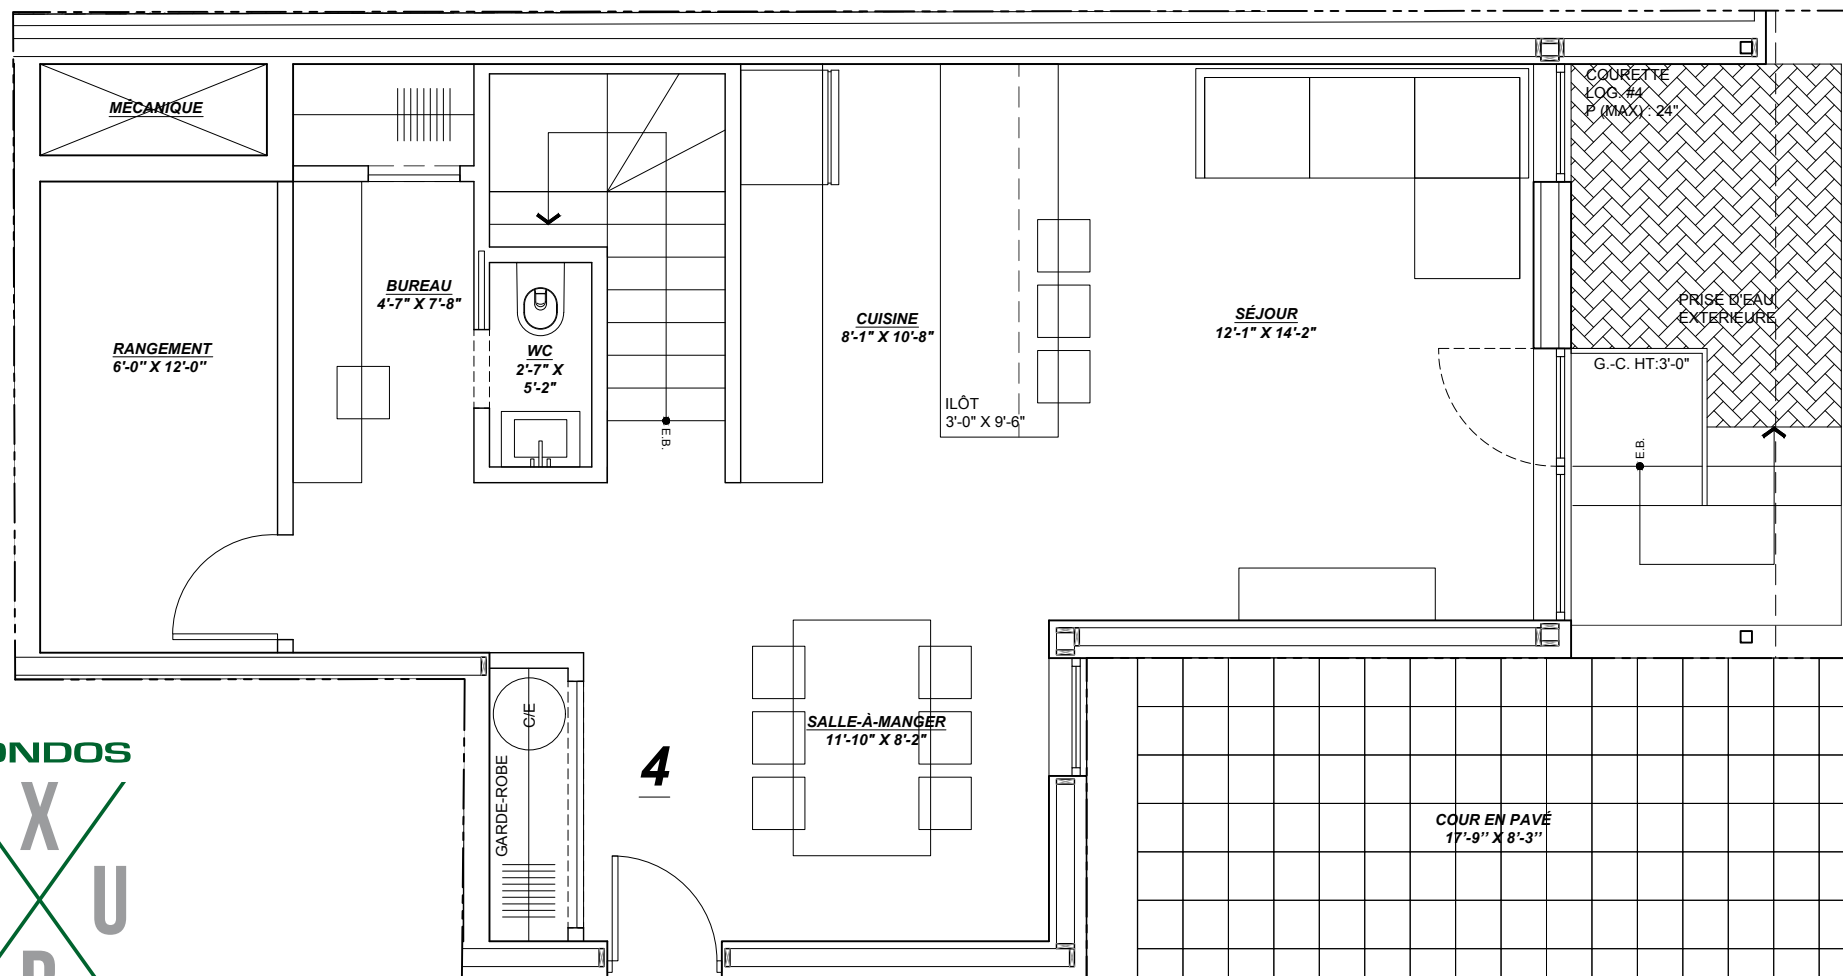 MÉCANIQUE
COURETTE
LOG. #4
P (MAX) : 24"
BUREAU
4'-7" X 7'-8"
RANGEMENT
6'-0" X 12'-0"
WC
2'-7" X
5'-2"
E.B.
CUISINE
8'-1" X 10'-8"
ILÔT
3'-0" X 9'-6"
SÉJOUR
12'-1" X 14'-2"
PRISE D'EAU
EXTERIEURE
G.-C. HT:3'-0"
E.B.
C/E
GARDE-ROBE
4
SALLE-À-MANGER
11'-10" X 8'-2"
COUR EN PAVÉ
17'-9'' X 8'-3''
ONDOS
X
U